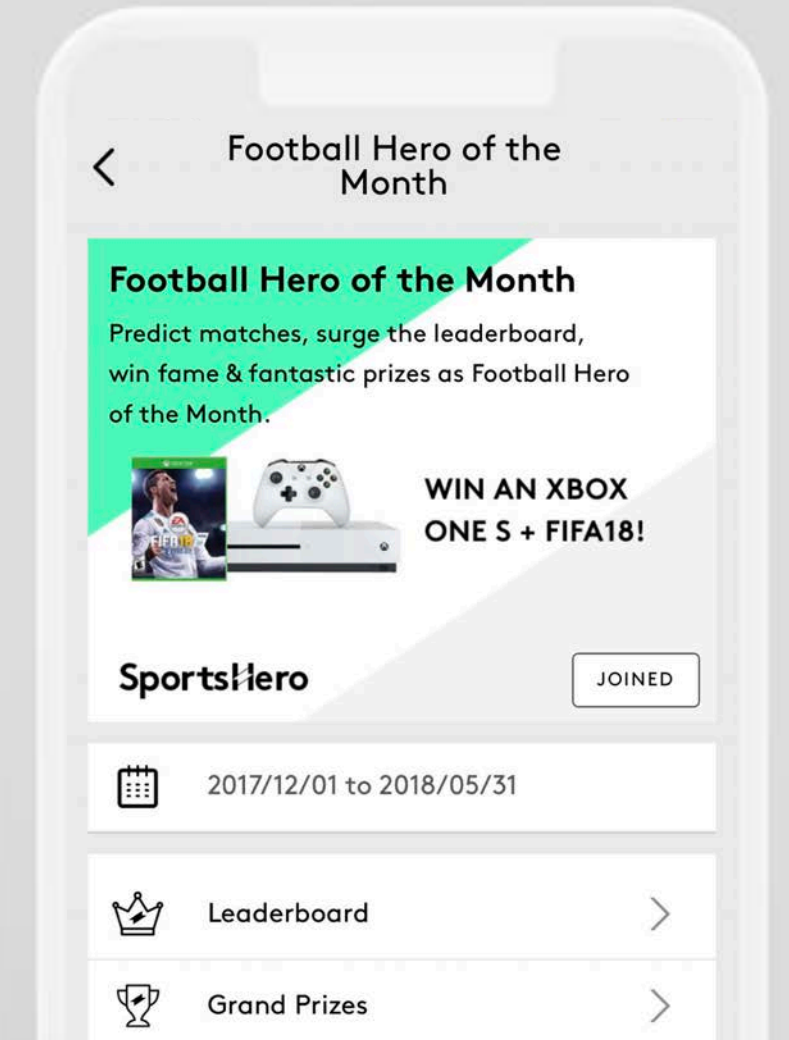 Football Hero of the
Month
Football Hero of the Month
Predict matches, surge the leaderboard,
win fame & fantastic prizes as Football Hero
of the Month.
EA
FIFA18
WIN AN XBOX
ONE S + FIFA18!
SportsHero
JOINED
2017/12/01 to 2018/05/31
Leaderboard
Grand Prizes